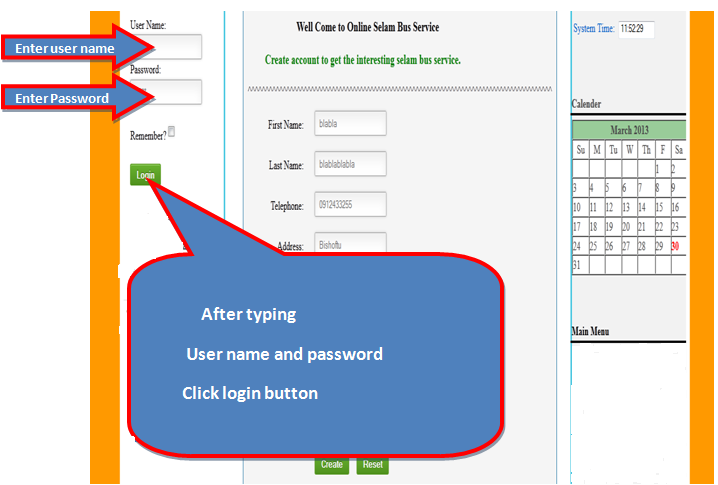 User Name:
Enter user name
Password:
Enter Password
Remember?
Login
After typing
User name and password
Click login button
Well Come to Online Selam Bus Service
Create account to get the interesting selam bus service.
First Name: blabla
Last Name: blablablabla
Telephone: 0912433255
Address: Bishoftu
Create Reset
System Time: 11:52:29
Calender
March 2013
Su M Tu W Th F Sa
1 2
3 4 5 6 7 8 9
10 11 12 13 14 15 16
17 18 19 20 21 22 23
24 25 26 27 28 29 30
31
Main Menu